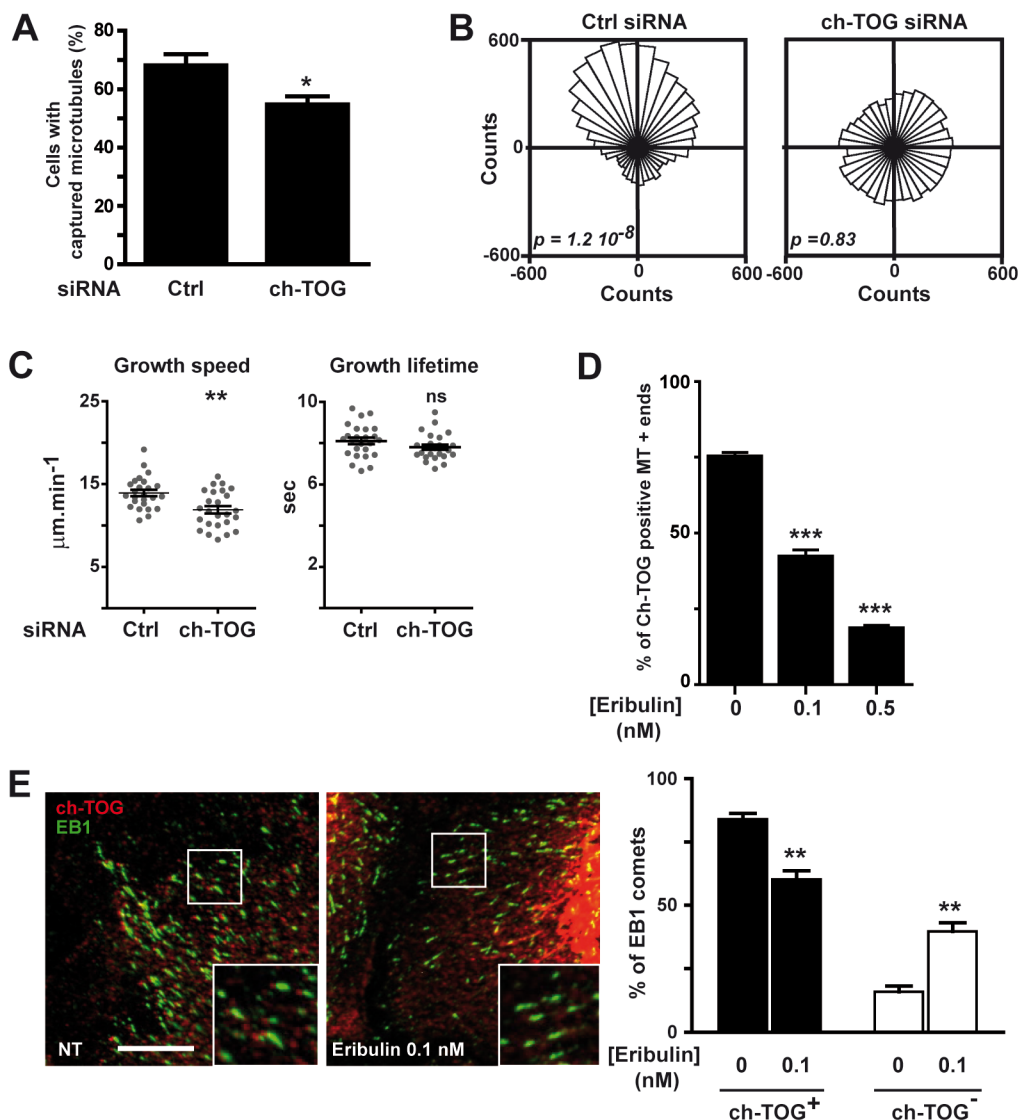 A
Cells with
captured microtubules (%)
80
60
40
20
0
*
siRNA
Ctrl
ch-TOG
B
Ctrl siRNA
ch-TOG siRNA
Counts
600
0
-600
p = 1.2 10-8
p =0.83
-600
0
600
-600
0
600
Counts
Counts
C
Growth speed
Growth lifetime
**
ns
µm.min-1
25
15
5
sec
10
6
2
siRNA
Ctrl
ch-TOG
Ctrl
ch-TOG
D
% of Ch-TOG positive MT + ends
100
50
0
***
***
[Eribulin]
(nM)
0
0.1
0.5
E
ch-TOG
EB1
NT
Eribulin 0.1 nM
% of EB1 comets
100
50
0
**
**
[Eribulin]
(nM)
0
0.1
0
0.1
ch-TOG+
ch-TOG-